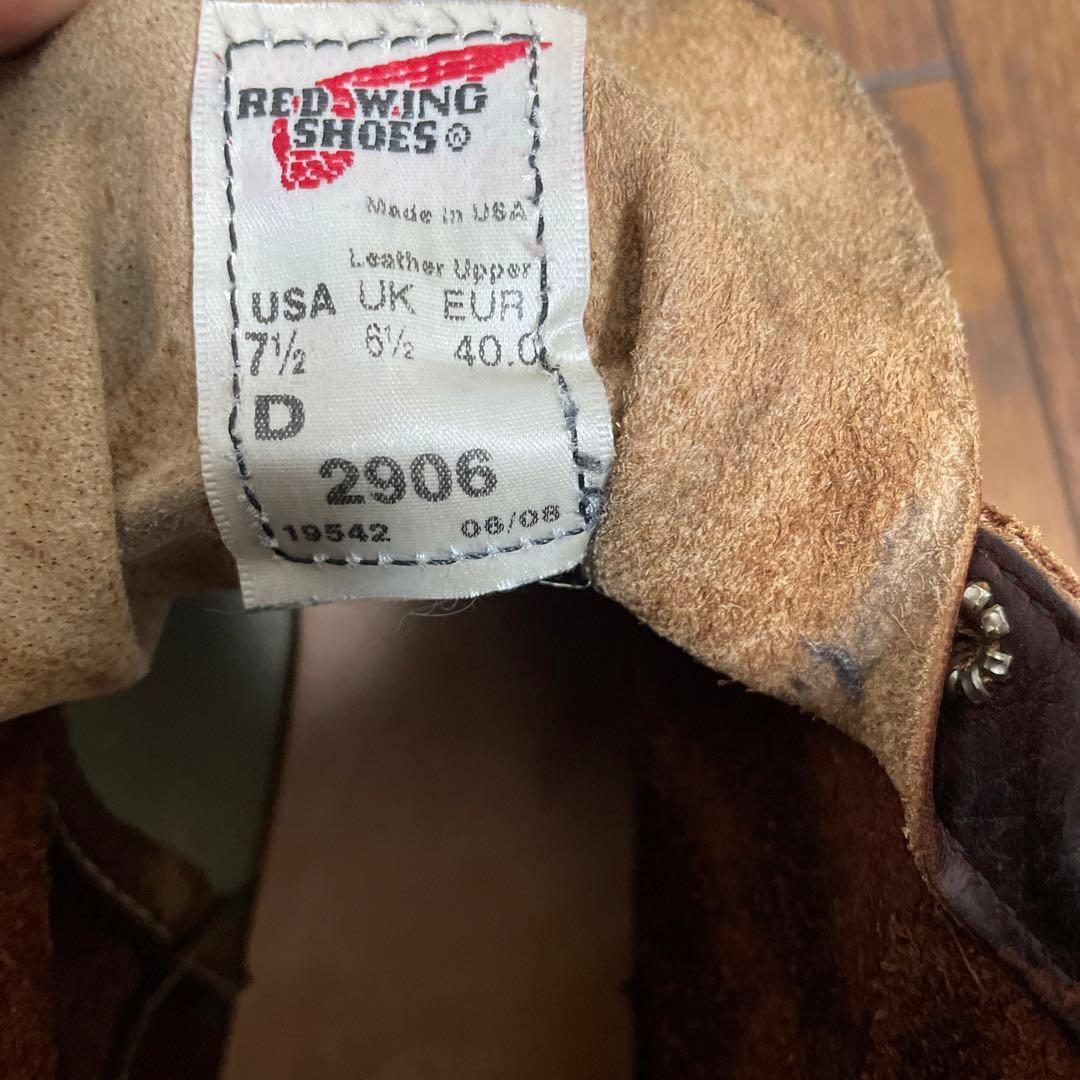 RED WING
SHOES®
Made in USA
Leather Upper
USA UK EUR
7½ 6½ 40.0
D
2906
19542 06/08